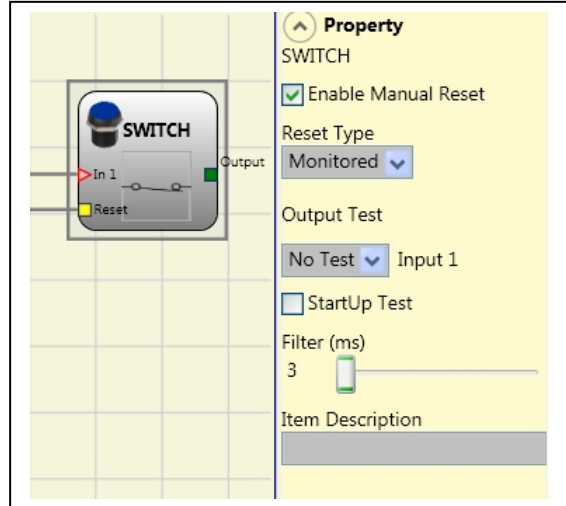 SWITCH
In 1
Output
Reset
Property
SWITCH
Enable Manual Reset
Reset Type
Monitored
Output Test
No Test Input 1
StartUp Test
Filter (ms)
3
Item Description